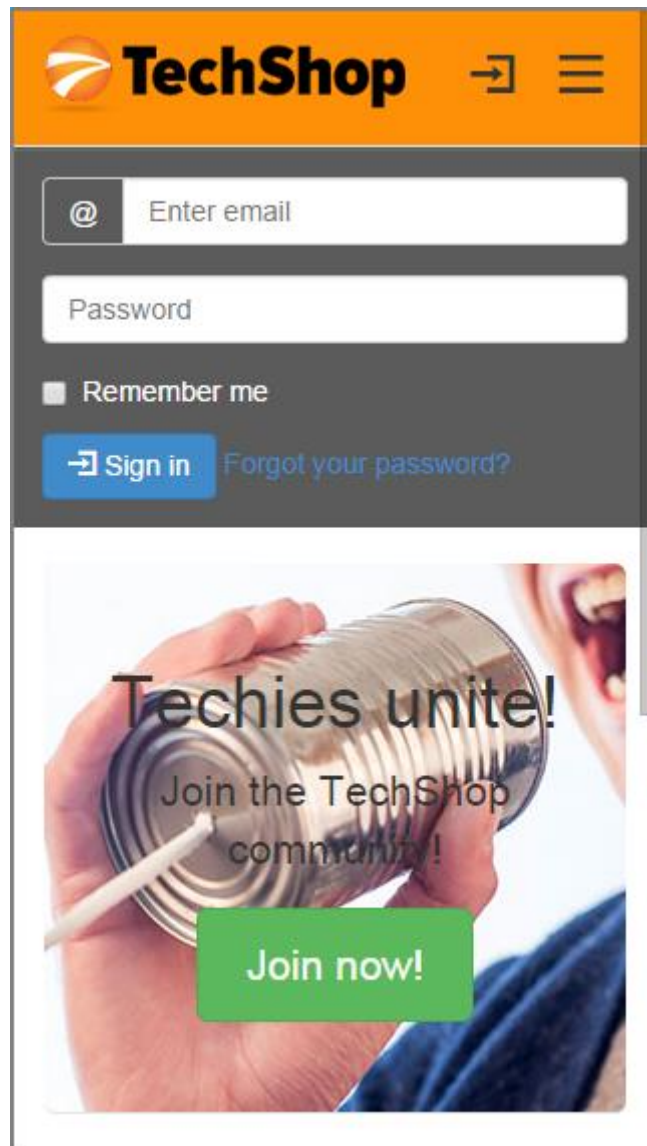 TechShop
@ Enter email
Password
Remember me
Sign in Forgot your password?
Techies unite!
Join the TechShop
community!
Join now!